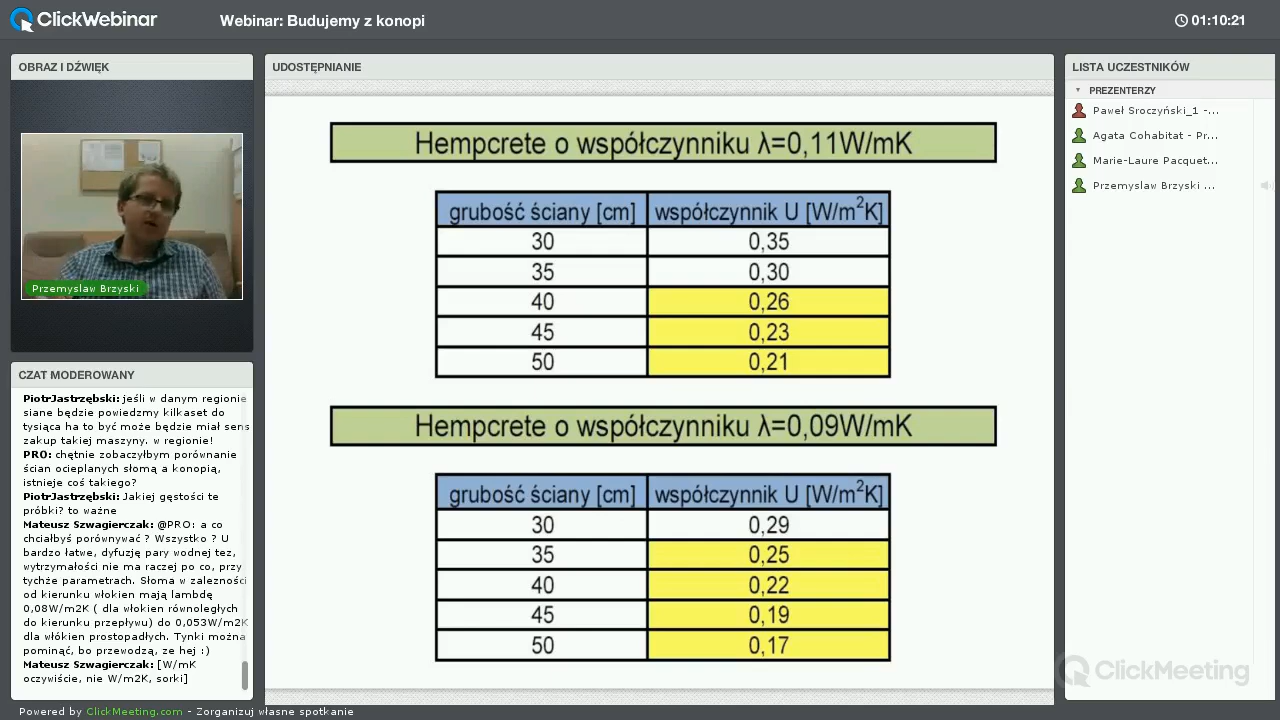 ClickWebinar
Webinar: Budujemy z konopi
01:10:21
OBRAZ I DŹWIĘK
Przemyslaw Brzyski
CZAT MODEROWANY
PiotrJastrzębski: jeśli w danym regionie
siane będzie powiedzmy kilkaset do
tysiąca ha to być może będzie miał sens
zakup takiej maszyny. w regionie!
PRO: chętnie zobaczyłbym porównanie
ścian ocieplanych słomą a konopią,
istnieje coś takiego?
PiotrJastrzębski: Jakiej gęstości te
próbki? to ważne
Mateusz Szwagierczak: @PRO: a co
chciałbyś porównywać ? Wszystko ? U
bardzo łatwe, dyfuzję pary wodnej tez,
wytrzymałości nie ma raczej po co, przy
tychże parametrach. Słoma w zalezności
od kierunku włokien mają lambdę
0,08W/m2K ( dla włokien równoległych
do kierunku przepływu) do 0,053W/m2K
dla włókien prostopadłych. Tynki można
pominąć, bo przewodzą, ze hej :)
Mateusz Szwagierczak: [W/mK
oczywiście, nie W/m2K, sorki]
UDOSTĘPNIANIE
Hempcrete o współczynniku λ=0,11W/mK
grubość ściany [cm] współczynnik U [W/m²K]
30 0,35
35 0,30
40 0,26
45 0,23
50 0,21
Hempcrete o współczynniku λ=0,09W/mK
grubość ściany [cm] współczynnik U [W/m²K]
30 0,29
35 0,25
40 0,22
45 0,19
50 0,17
LISTA UCZESTNIKÓW
PREZENTERZY
Paweł Sroczyński_1 -...
Agata Cohabitat - Pr...
Marie-Laure Pacquet...
Przemyslaw Brzyski ...
ClickMeeting
Powered by ClickMeeting.com - Zorganizuj własne spotkanie